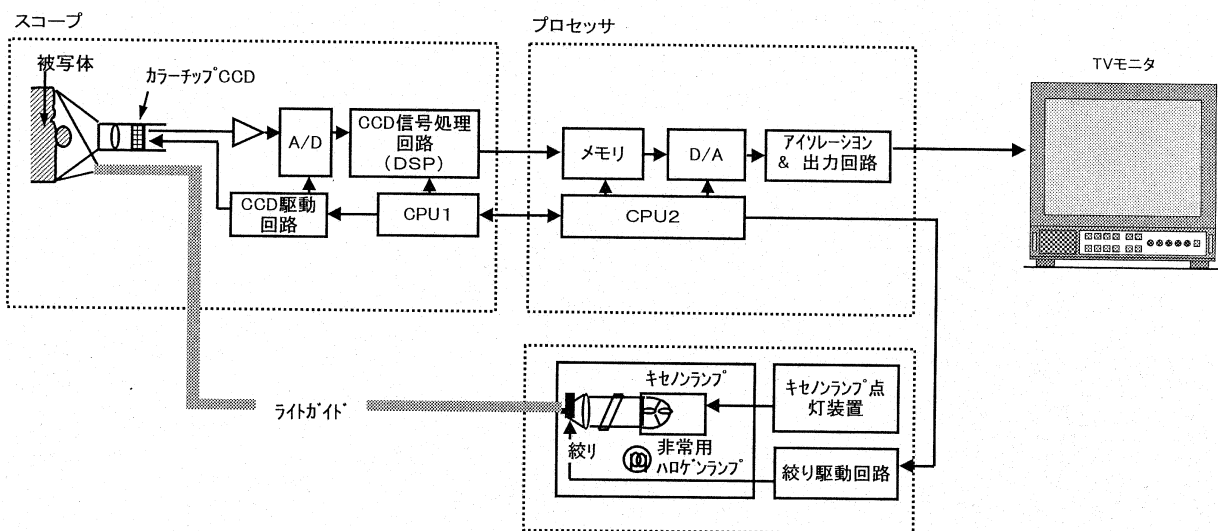 スコープ
プロセッサ
被写体
カラーチップCCD
TVモニタ
A/D
CCD信号処理
回路
(DSP)
メモリ
D/A
アイソレーション
& 出力回路
CCD駆動
回路
CPU1
CPU2
キセノンランプ
キセノンランプ点
灯装置
ライトガイド
絞り
非常用
ハロゲンランプ
絞り駆動回路